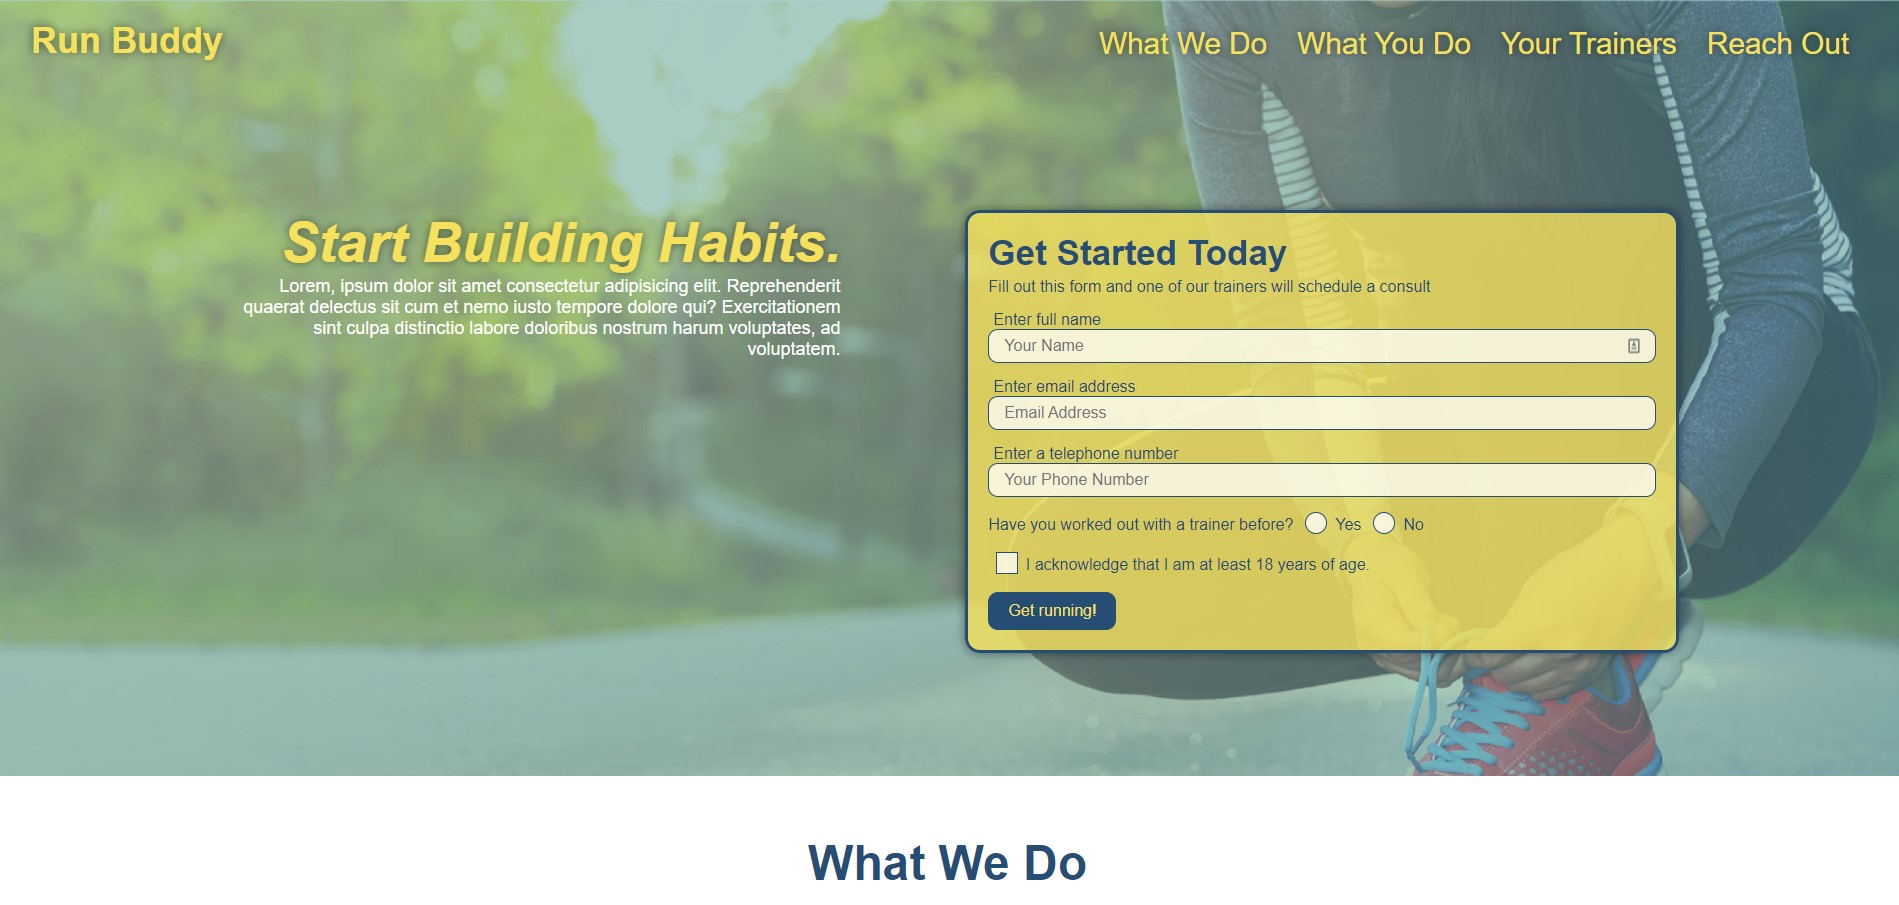 Run Buddy
What We Do
What You Do
Your Trainers
Reach Out
Start Building Habits.
Lorem, ipsum dolor sit amet consectetur adipisicing elit. Reprehenderit
quaerat delectus sit cum et nemo iusto tempore dolore qui? Exercitationem
sint culpa distinctio labore doloribus nostrum harum voluptates, ad
voluptatem.
Get Started Today
Fill out this form and one of our trainers will schedule a consult
Enter full name
Your Name
Enter email address
Email Address
Enter a telephone number
Your Phone Number
Have you worked out with a trainer before? Yes No
I acknowledge that I am at least 18 years of age.
Get running!
What We Do